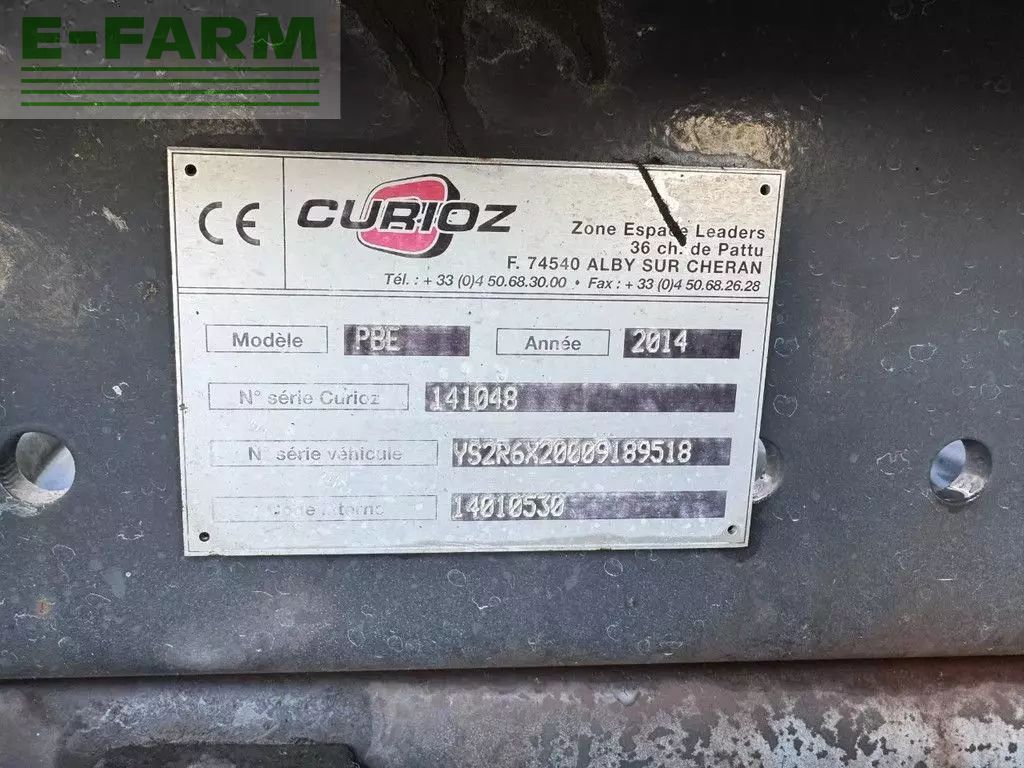 E-FARM
CE
CURIOZ
Zone Espace Leaders
36 ch. de Pattu
F. 74540 ALBY SUR CHERAN
Tél. : + 33 (0)4 50.68.30.00 • Fax : + 33 (0)4 50.68.26.28
Modèle PBE Année 2014
N° série Curioz 141048
N° série véhicule YS2R6X20009189518
Code interne 14010530